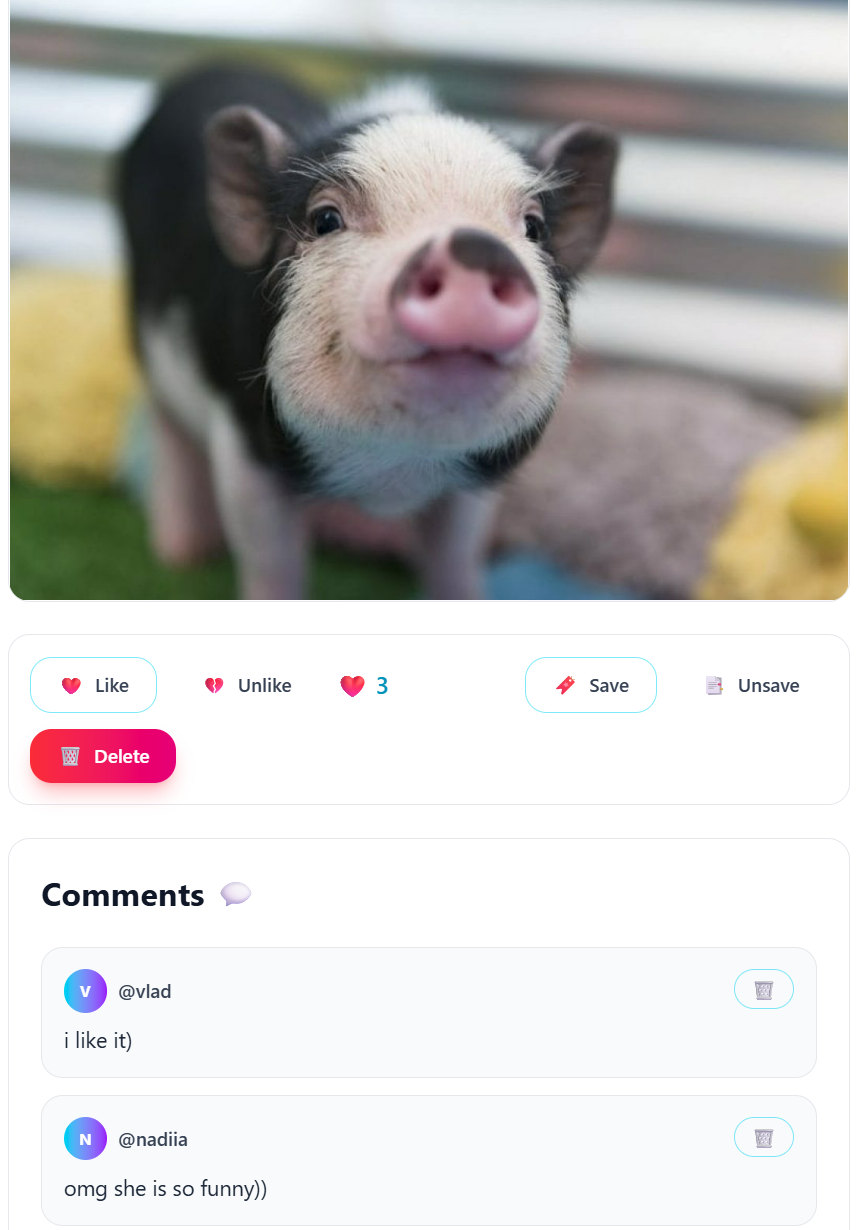 Like Unlike 3 Save Unsave
Delete
Comments
V @vlad
i like it)
N @nadiia
omg she is so funny))